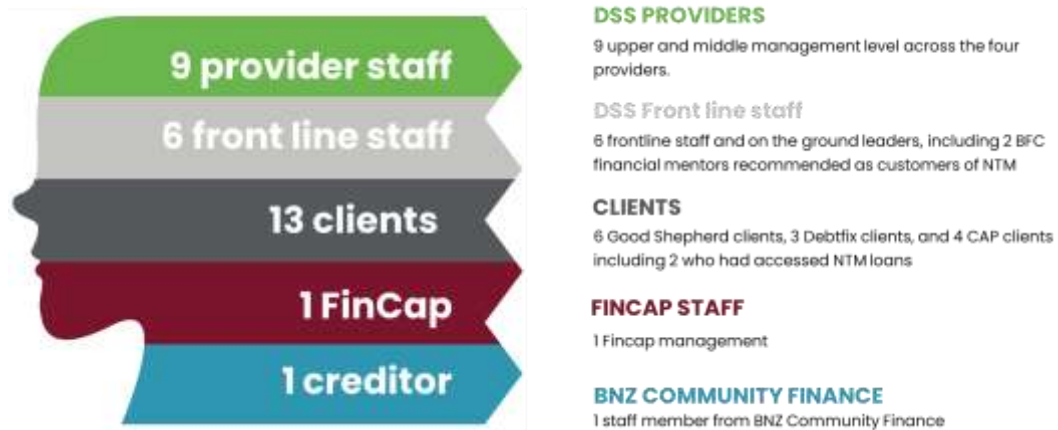 9 provider staff
6 front line staff
13 clients
1 FinCap
1 creditor
DSS PROVIDERS
9 upper and middle management level across the four
providers.
DSS Front line staff
6 frontline staff and on the ground leaders, including 2 BFC
financial mentors recommended as customers of NTM
CLIENTS
6 Good Shepherd clients, 3 Debtfix clients, and 4 CAP clients
including 2 who had accessed NTM loans
FINCAP STAFF
1 Fincap management
BNZ COMMUNITY FINANCE
1 staff member from BNZ Community Finance